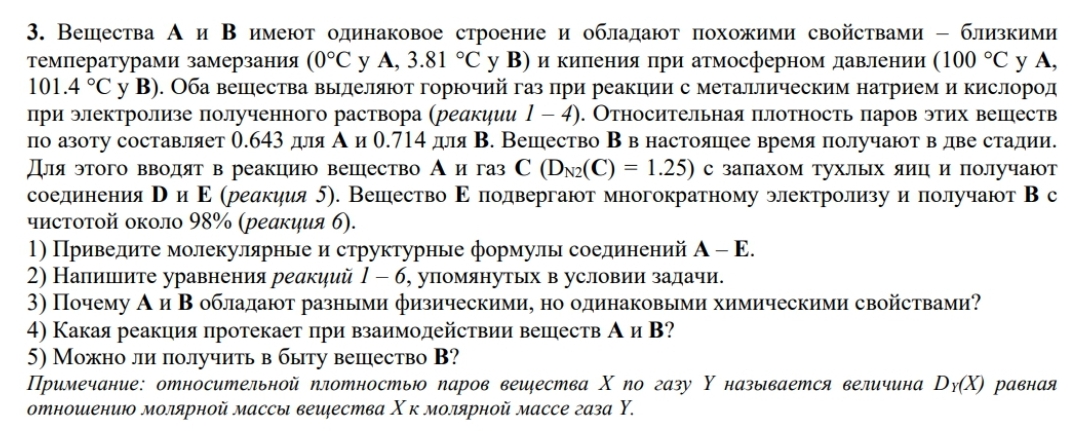 3. Вещества A и B имеют одинаковое строение и обладают похожими свойствами – близкими
температурами замерзания (0°C у A, 3.81 °C у B) и кипения при атмосферном давлении (100 °C у A,
101.4 °C у B). Оба вещества выделяют горючий газ при реакции с металлическим натрием и кислород
при электролизе полученного раствора (реакции 1 – 4). Относительная плотность паров этих веществ
по азоту составляет 0.643 для A и 0.714 для B. Вещество B в настоящее время получают в две стадии.
Для этого вводят в реакцию вещество A и газ C (DN2(C) = 1.25) с запахом тухлых яиц и получают
соединения D и E (реакция 5). Вещество E подвергают многократному электролизу и получают B с
чистотой около 98% (реакция 6).
1) Приведите молекулярные и структурные формулы соединений A – E.
2) Напишите уравнения реакций 1 – 6, упомянутых в условии задачи.
3) Почему A и B обладают разными физическими, но одинаковыми химическими свойствами?
4) Какая реакция протекает при взаимодействии веществ A и B?
5) Можно ли получить в быту вещество B?
Примечание: относительной плотностью паров вещества X по газу Y называется величина DY(X) равная
отношению молярной массы вещества X к молярной массе газа Y.